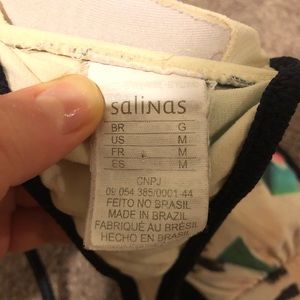 salinas
BR G
US M
FR M
ES M
CNPJ
09 054 385/0001-44
FEITO NO BRASIL
MADE IN BRAZIL
FABRIQUÉ AU BRÉSIL
HECHO EN BRASIL